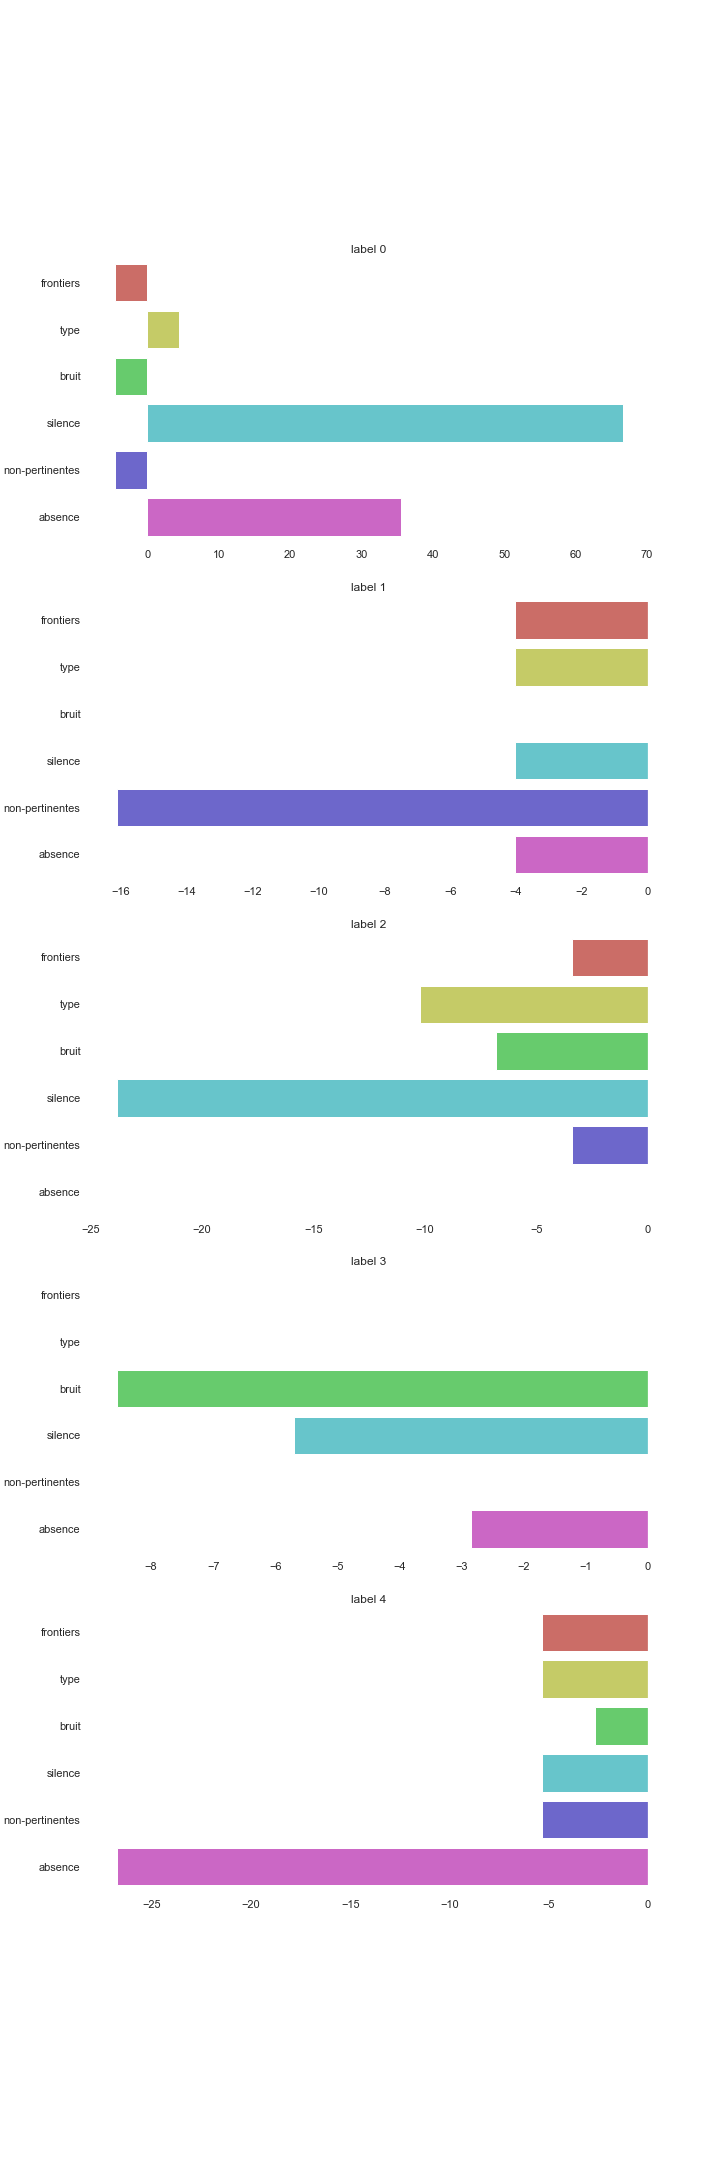 label 0
frontiers
type
bruit
silence
non-pertinentes
absence
0 10 20 30 40 50 60 70
label 1
frontiers
type
bruit
silence
non-pertinentes
absence
−16 −14 −12 −10 −8 −6 −4 −2 0
label 2
frontiers
type
bruit
silence
non-pertinentes
absence
−25 −20 −15 −10 −5 0
label 3
frontiers
type
bruit
silence
non-pertinentes
absence
−8 −7 −6 −5 −4 −3 −2 −1 0
label 4
frontiers
type
bruit
silence
non-pertinentes
absence
−25 −20 −15 −10 −5 0